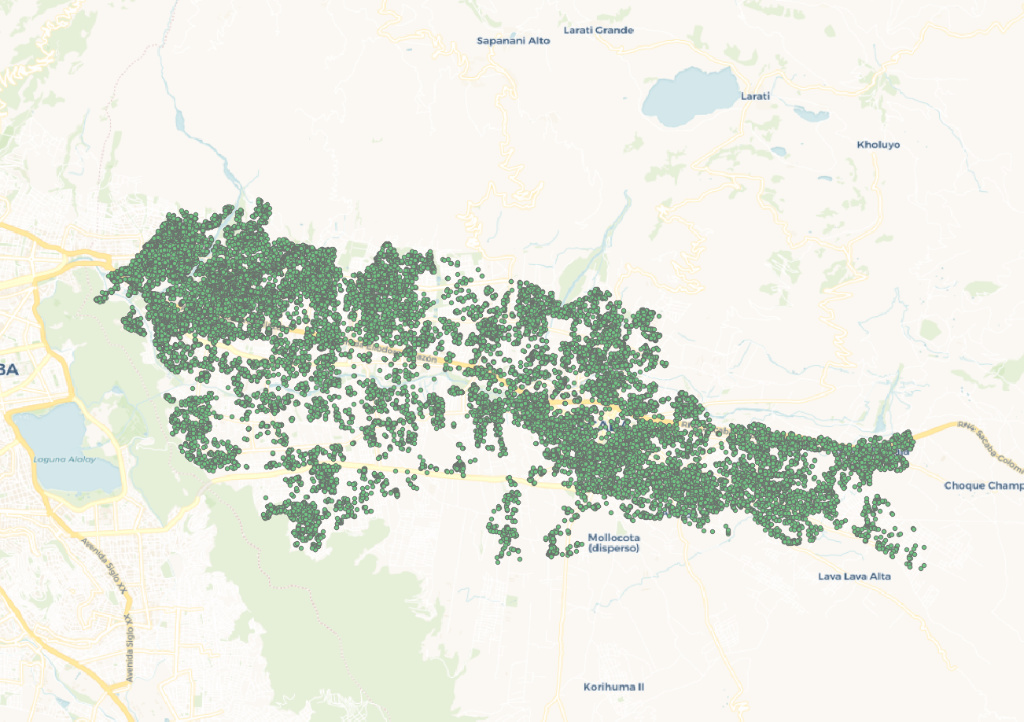 Larati Grande
Sapanani Alto
Larati
Kholuyo
BA
Laguna Alalay
Choque Champ
Mollocota
(disperso)
Lava Lava Alta
Avenida Siglo XX
Avenida Siglo XX
Korihuma II